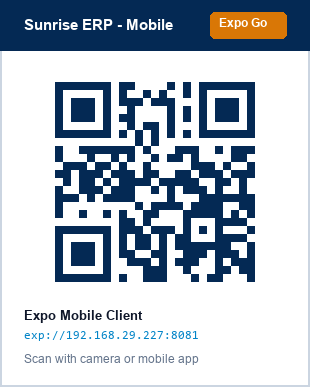 Sunrise ERP - Mobile
Expo Go
Expo Mobile Client
exp://192.168.29.227:8081
Scan with camera or mobile app